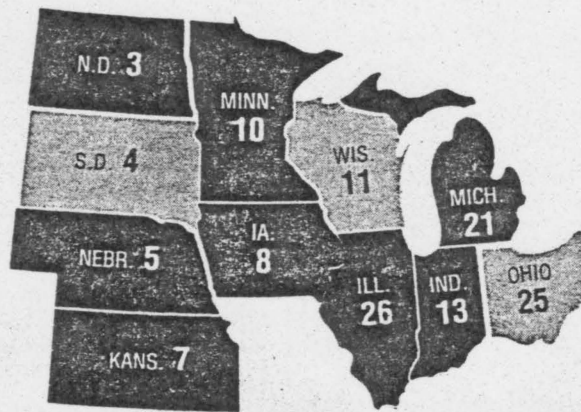 N.D. 3
MINN.
10
S.D. 4
WIS.
11
MICH.
21
NEBR. 5
IA.
8
ILL.
26
IND.
13
OHIO
25
KANS. 7